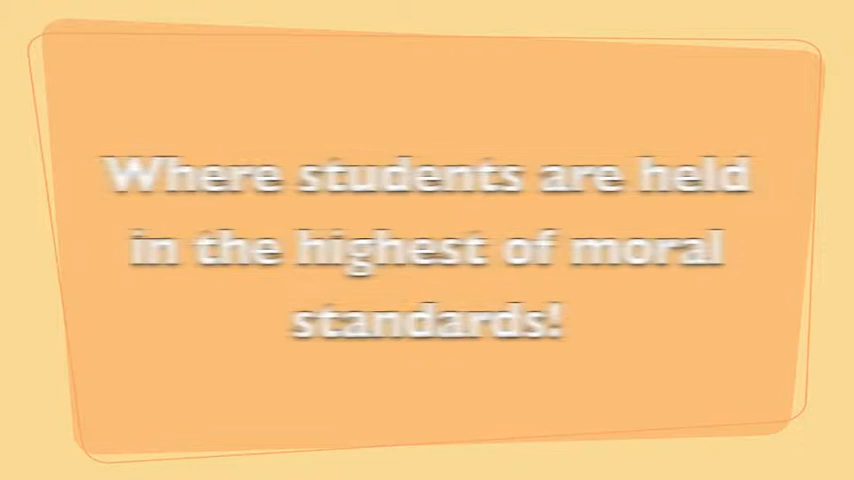 Where students are held
in the highest of moral
standards!